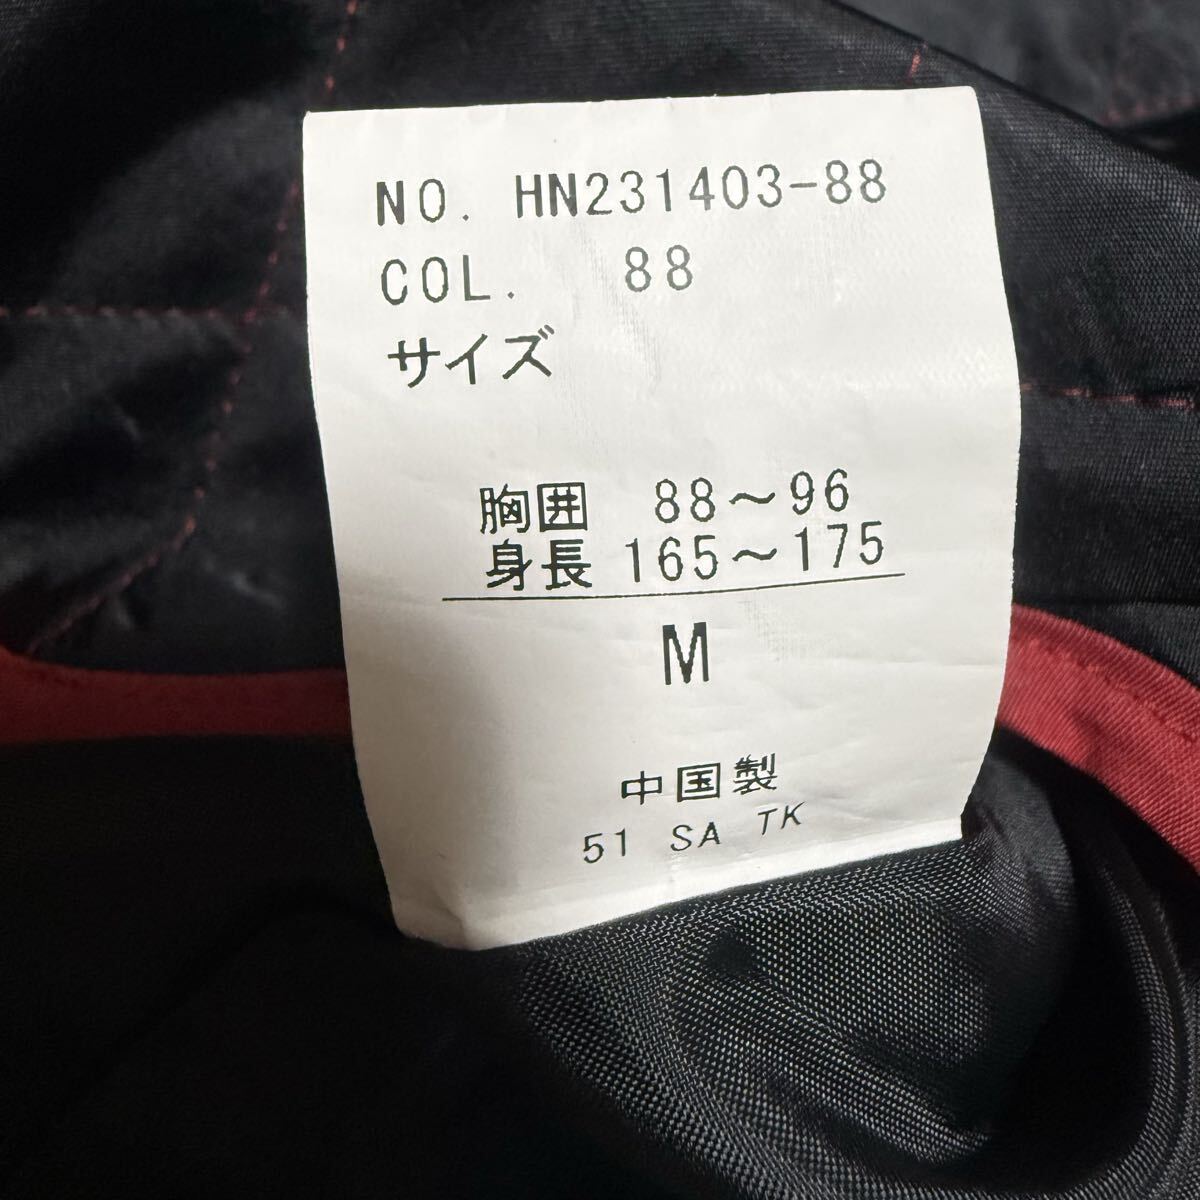 NO. HN231403-88
COL. 88
サイズ
胸囲 88〜96
身長 165〜175
M
中国製
51 SA TK